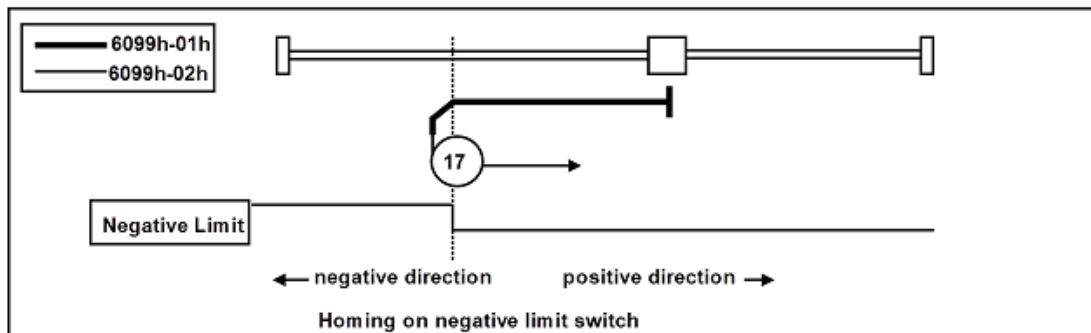 6099h-01h
6099h-02h
17
Negative Limit
negative direction
positive direction
Homing on negative limit switch